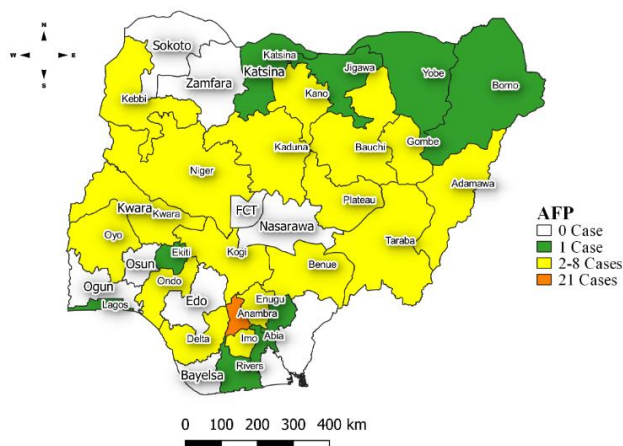 N
W E
S
Sokoto
Katsina
Zamfara
Katsina
Jigawa
Yobe
Borno
Kebbi
Kano
Gombe
Kaduna
Bauchi
Niger
Adamawa
Plateau
Kwara
Kwara
FCT
Nasarawa
Taraba
Oyo
Osun
Ekiti
Kogi
Benue
Ogun
Ondo
Edo
Enugu
Lagos
Anambra
Delta
Imo
Abia
Bayelsa
Rivers
AFP
0 Case
1 Case
2-8 Cases
21 Cases
0 100 200 300 400 km